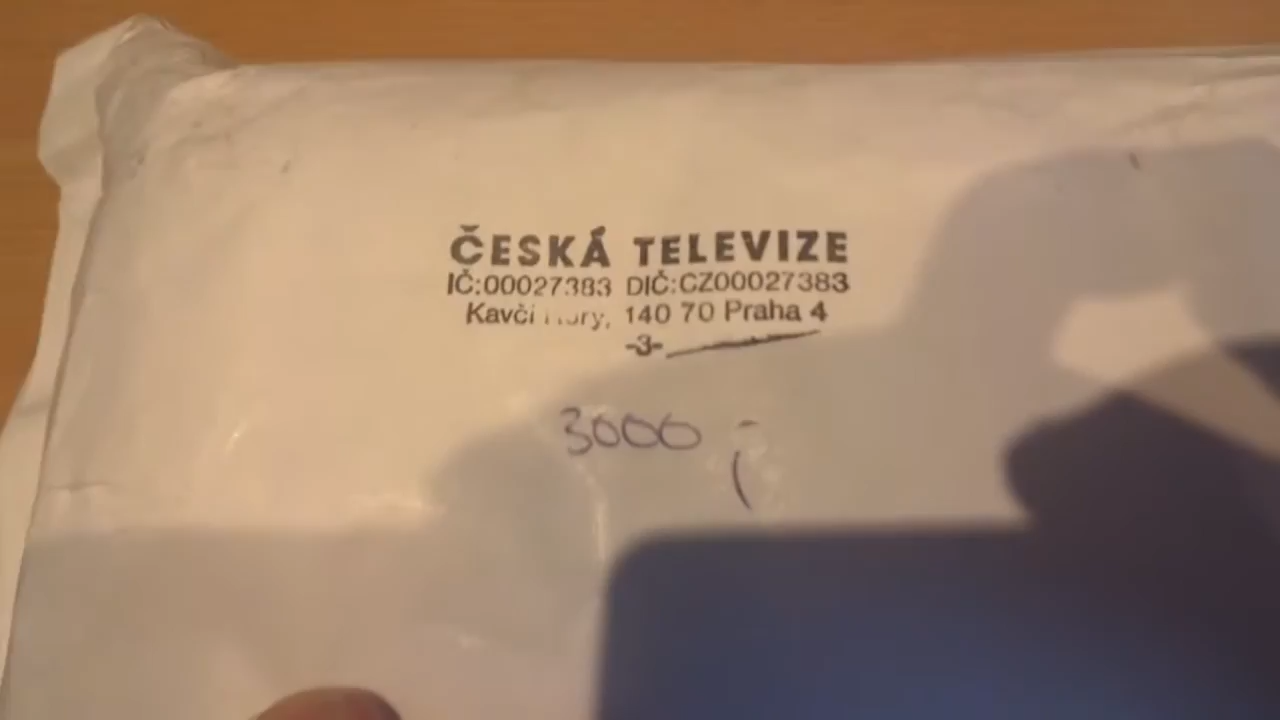 ČESKÁ TELEVIZE
IČ:00027383 DIČ:CZ00027383
Kavčí 140 70 Praha 4
-3-
3000